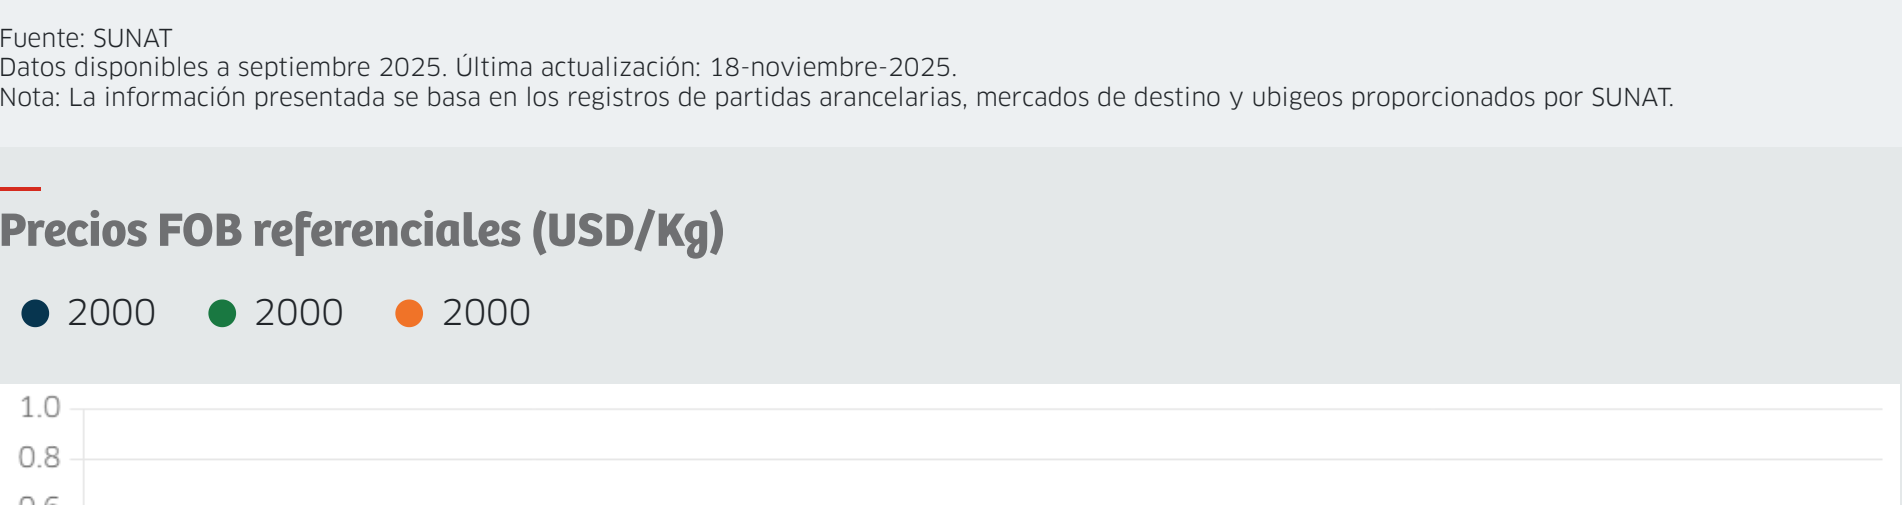 Fuente: SUNAT
Datos disponibles a septiembre 2025. Última actualización: 18-noviembre-2025.
Nota: La información presentada se basa en los registros de partidas arancelarias, mercados de destino y ubigeos proporcionados por SUNAT.
Precios FOB referenciales (USD/Kg)
2000 2000 2000
1.0
0.8